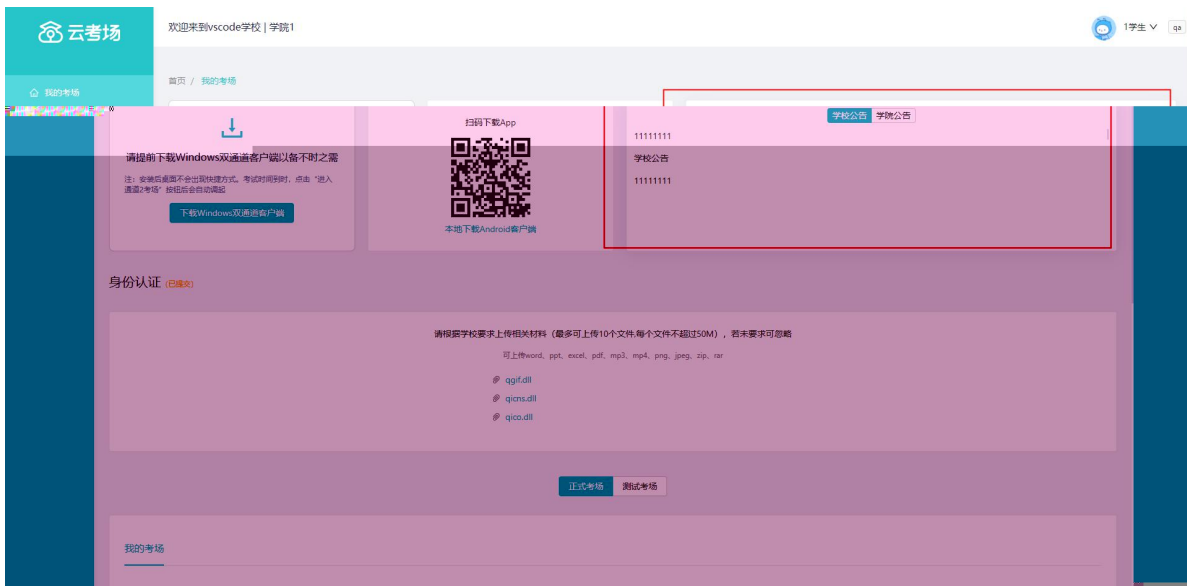 云考场
欢迎来到vscode学校 | 学院1
1学生
qa
首页 / 我的考场
我的考场
学校公告 学院公告
扫码下载App
11111111
请提前下载Windows双通道客户端以备不时之需
学校公告
注：安装后桌面不会出现快捷方式。考试时间到时，点击“进入
通道2考场”按钮后会自动调起
11111111
下载Windows双通道客户端
本地下载Android客户端
身份认证 (已提交)
请根据学校要求上传相关材料（最多可上传10个文件,每个文件不超过50M），若未要求可忽略
可上传word、ppt、excel、pdf、mp3、mp4、png、jpeg、zip、rar
qgif.dll
qicns.dll
qico.dll
正式考场 测试考场
我的考场